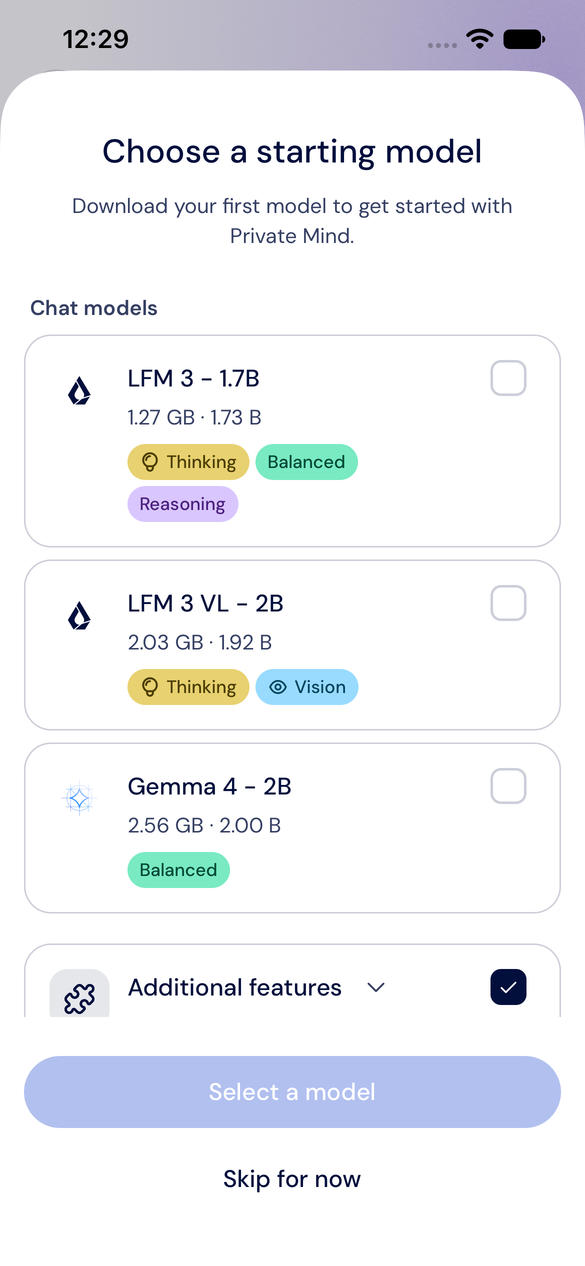 12:29
Choose a starting model
Download your first model to get started with
Private Mind.
Chat models
LFM 3 – 1.7B
1.27 GB · 1.73 B
Thinking
Balanced
Reasoning
LFM 3 VL – 2B
2.03 GB · 1.92 B
Thinking
Vision
Gemma 4 – 2B
2.56 GB · 2.00 B
Balanced
Additional features
Select a model
Skip for now